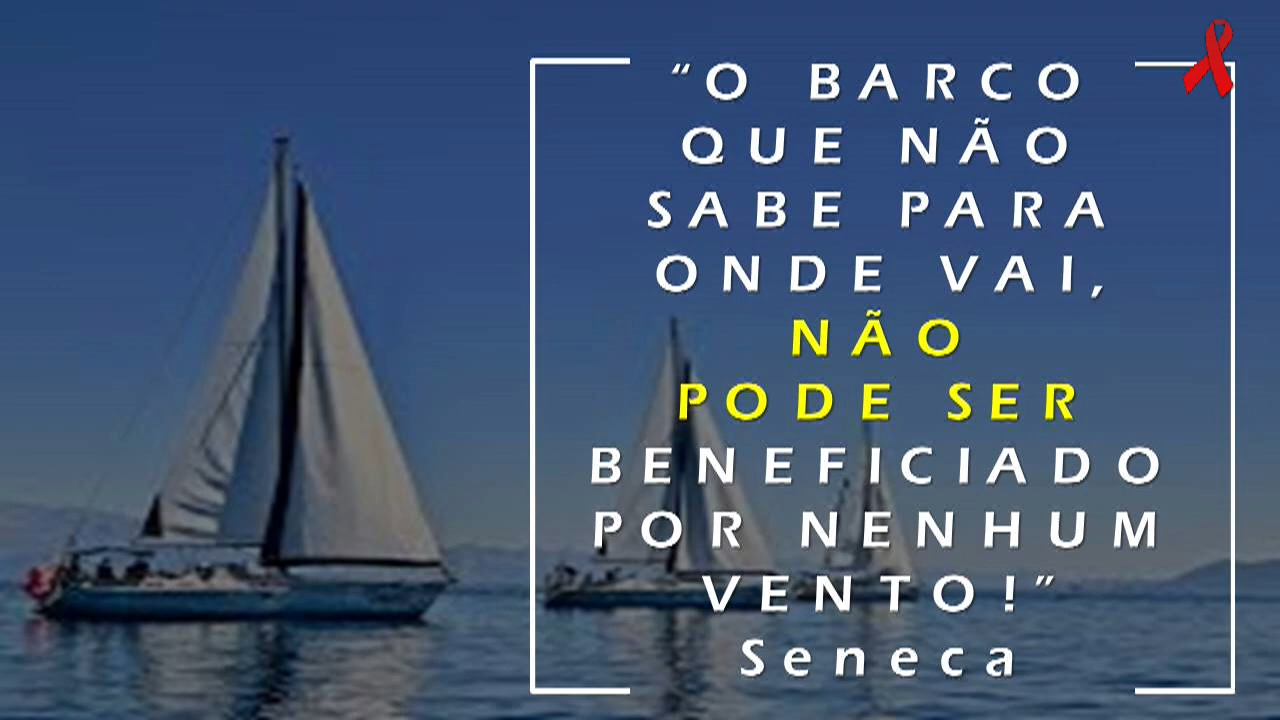 “O BARCO
QUE NÃO
SABE PARA
ONDE VAI,
NÃO
PODE SER
BENEFICIADO
POR NENHUM
VENTO!”
Seneca